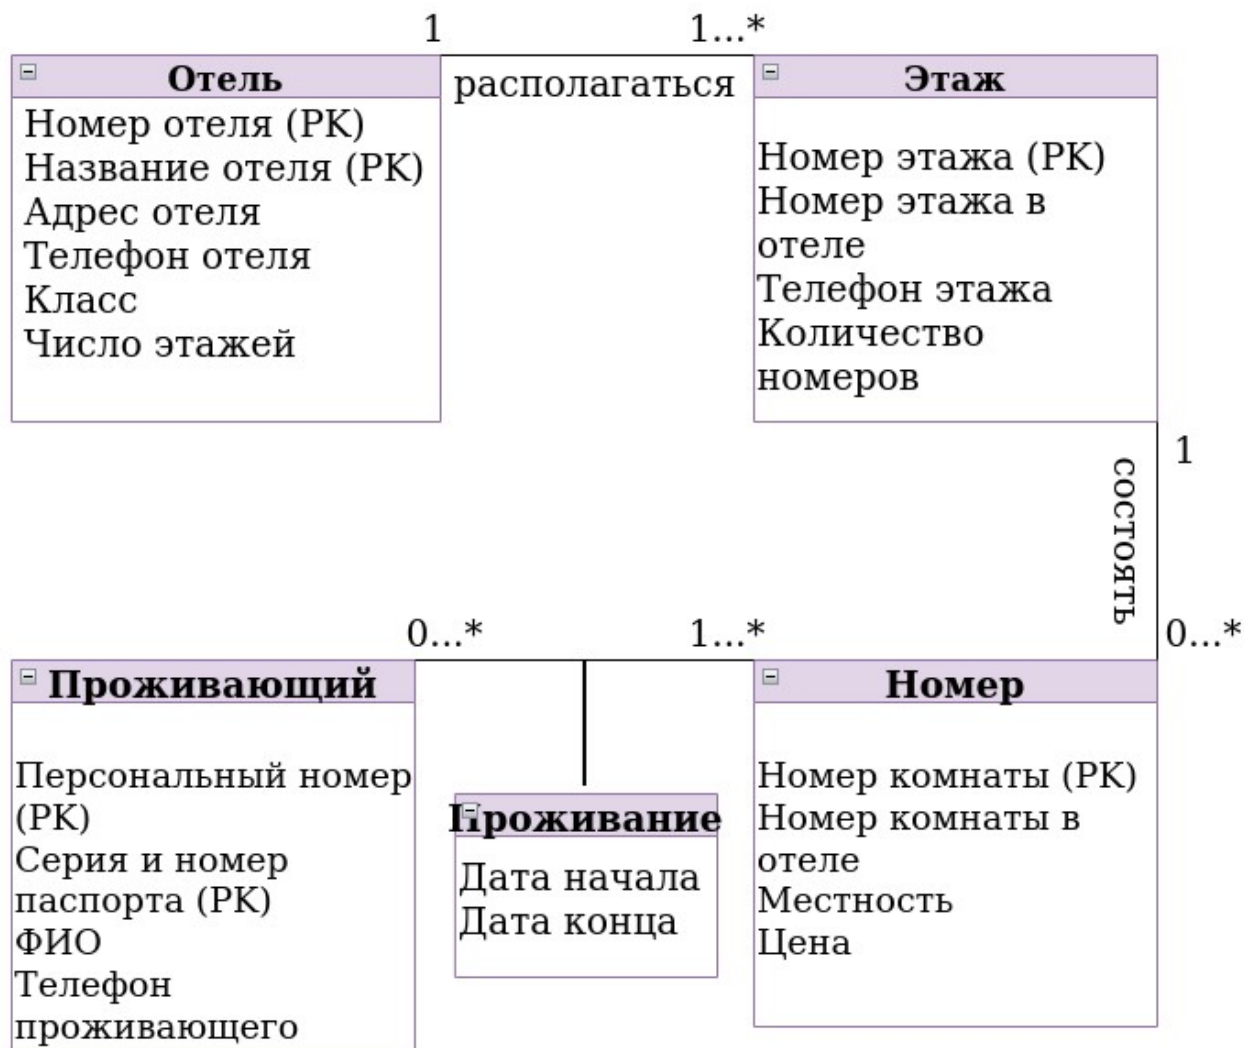 1
1...*
Отель
располагаться
Этаж
Номер отеля (PK)
Название отеля (PK)
Адрес отеля
Телефон отеля
Класс
Число этажей
Номер этажа (PK)
Номер этажа в
отеле
Телефон этажа
Количество
номеров
1
состоять
0...*
0...*
1...*
Проживающий
Номер
Персональный номер
(PK)
Серия и номер
паспорта (PK)
ФИО
Телефон
проживающего
Проживание
Дата начала
Дата конца
Номер комнаты (PK)
Номер комнаты в
отеле
Местность
Цена